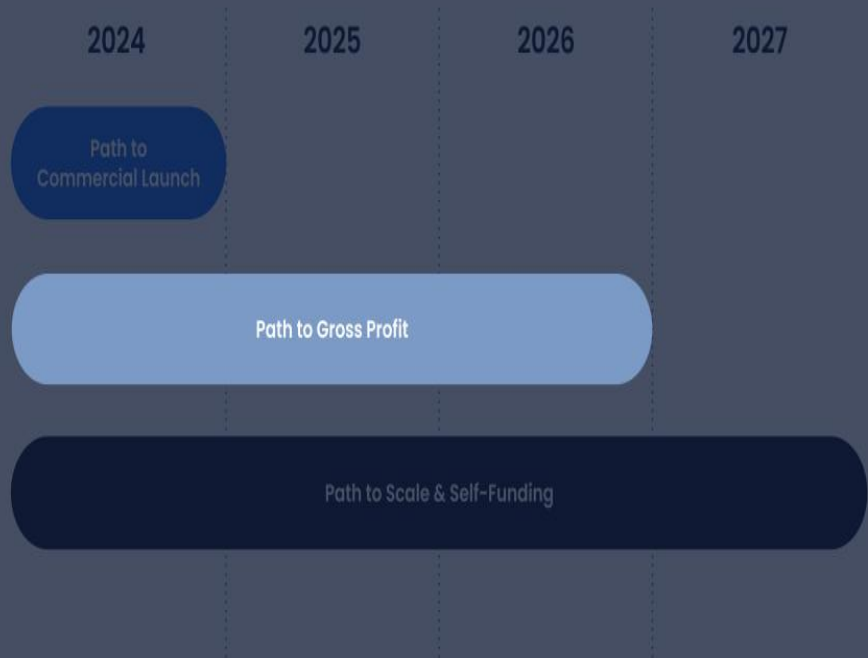 2024 2025 2026 2027
Path to
Commercial Launch
Path to Gross Profit
Path to Scale & Self-Funding